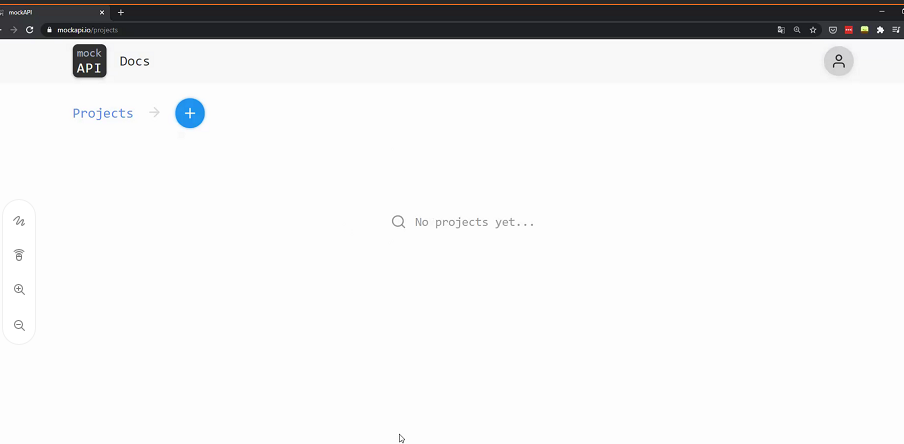 mockAPI
mockapi.io/projects
mock
API
Docs
Projects
No projects yet...